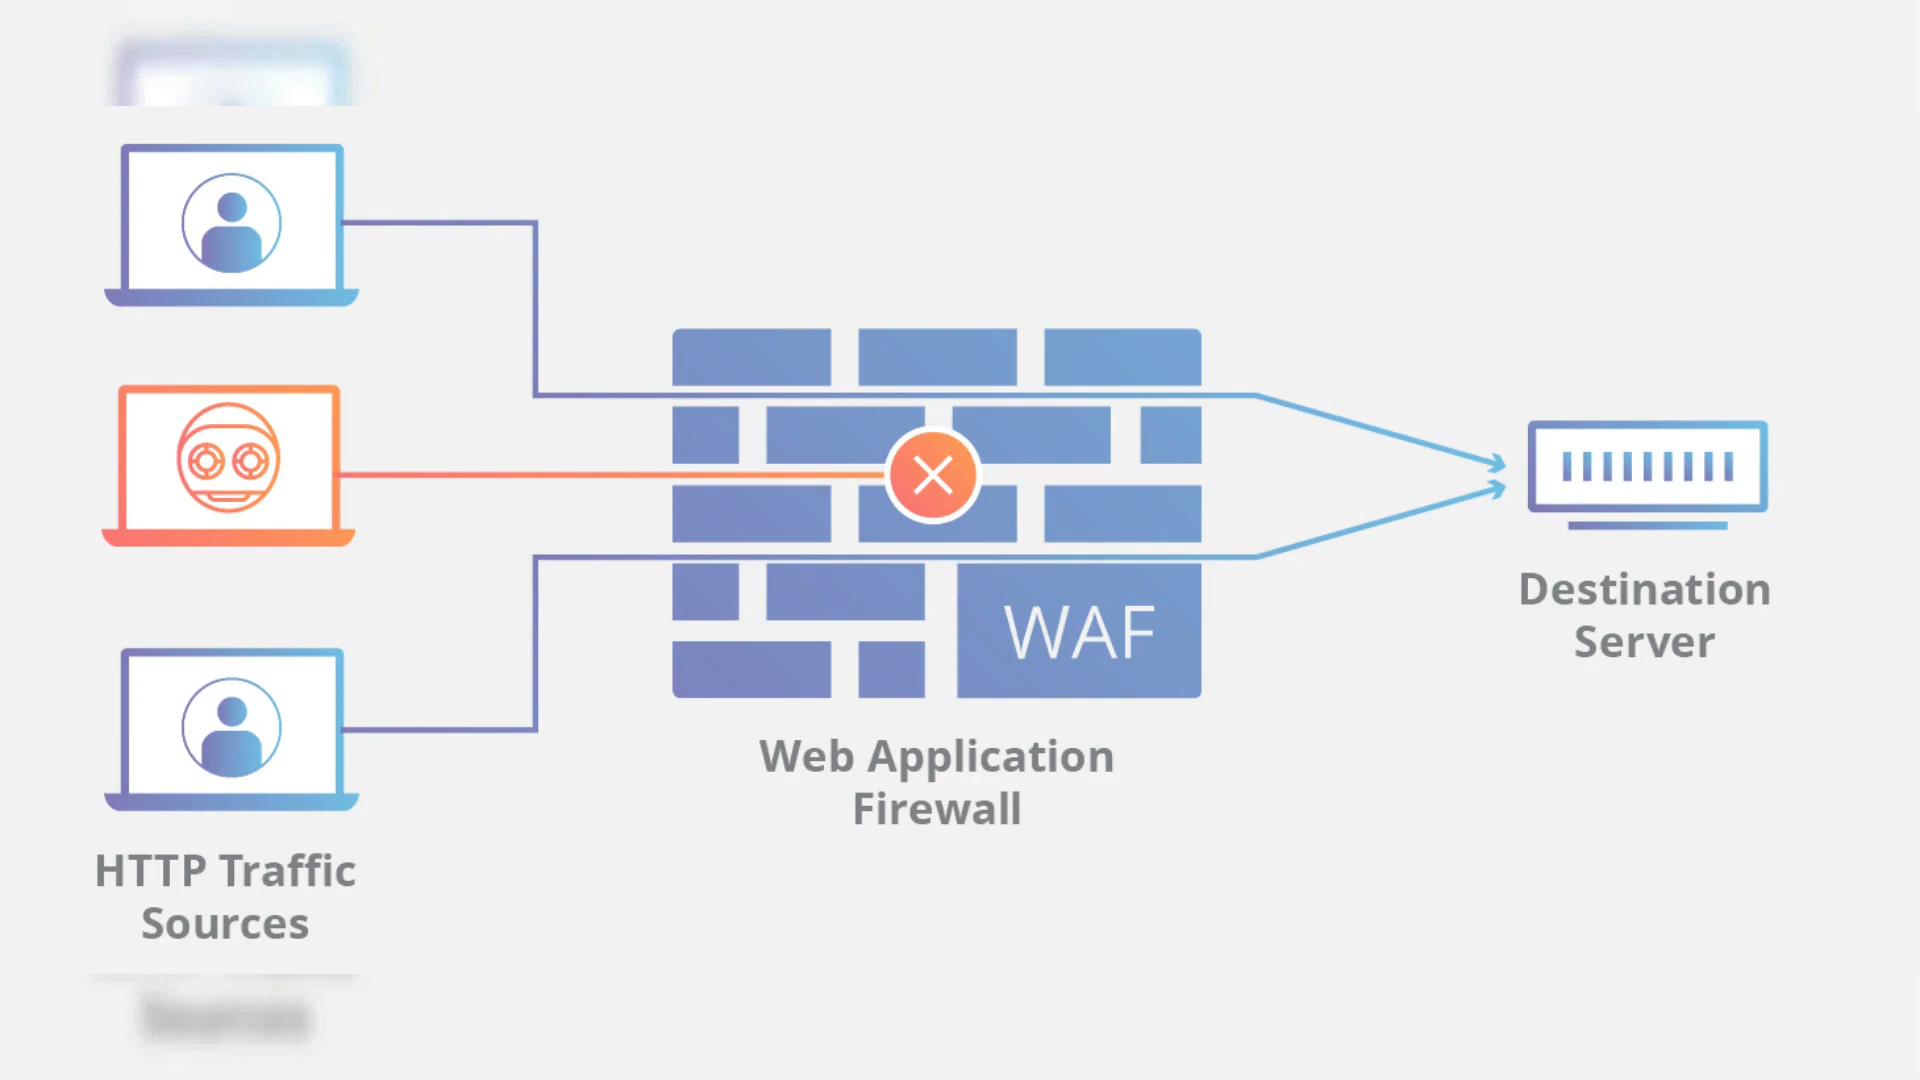 WAF
Web Application
Firewall
Destination
Server
HTTP Traffic
Sources